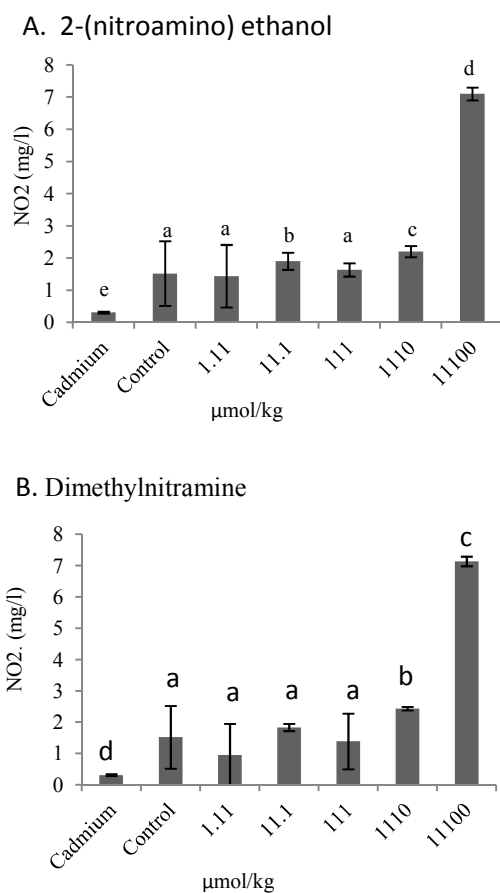 A. 2-(nitroamino) ethanol
8
7
6
5
4
3
2
1
0
NO2 (mg/l)
e
a
a
b
a
c
d
Cadmium
Control
1.11
11.1
111
1110
11100
µmol/kg
B. Dimethylnitramine
8
7
6
5
4
3
2
1
0
NO2. (mg/l)
d
a
a
a
a
b
c
Cadmium
Control
1.11
11.1
111
1110
11100
µmol/kg